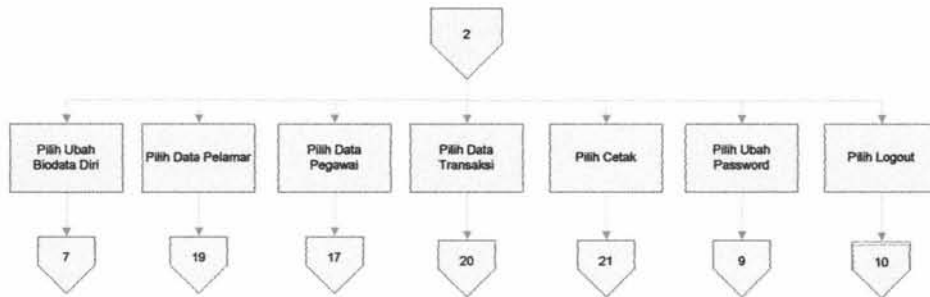 2
Pilih Ubah
Biodata Diri
Pilih Data Pelamar
Pilih Data
Pegawai
Pilih Data
Transaksi
Pilih Cetak
Pilih Ubah
Password
Pilih Logout
7
19
17
20
21
9
10